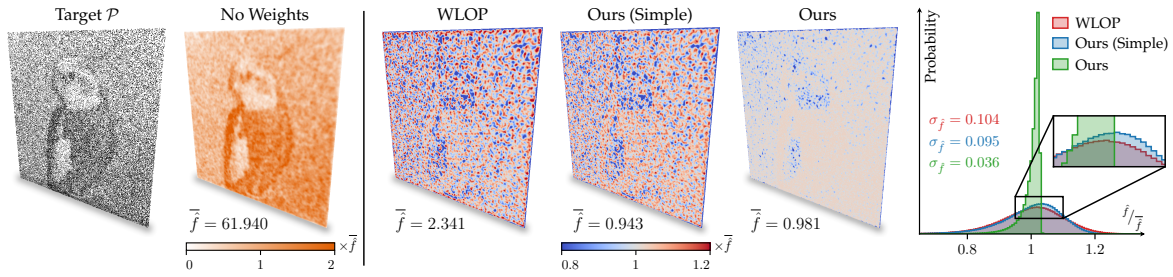 Target 𝒫
No Weights
WLOP
Ours (Simple)
Ours
f̂̅ = 61.940
f̂̅ = 2.341
f̂̅ = 0.943
f̂̅ = 0.981
0 1 2 ×f̂̅
0.8 1 1.2 ×f̂̅
Probability
WLOP
Ours (Simple)
Ours
σ_f̂ = 0.104
σ_f̂ = 0.095
σ_f̂ = 0.036
f̂/f̂̅
0.8 1 1.2